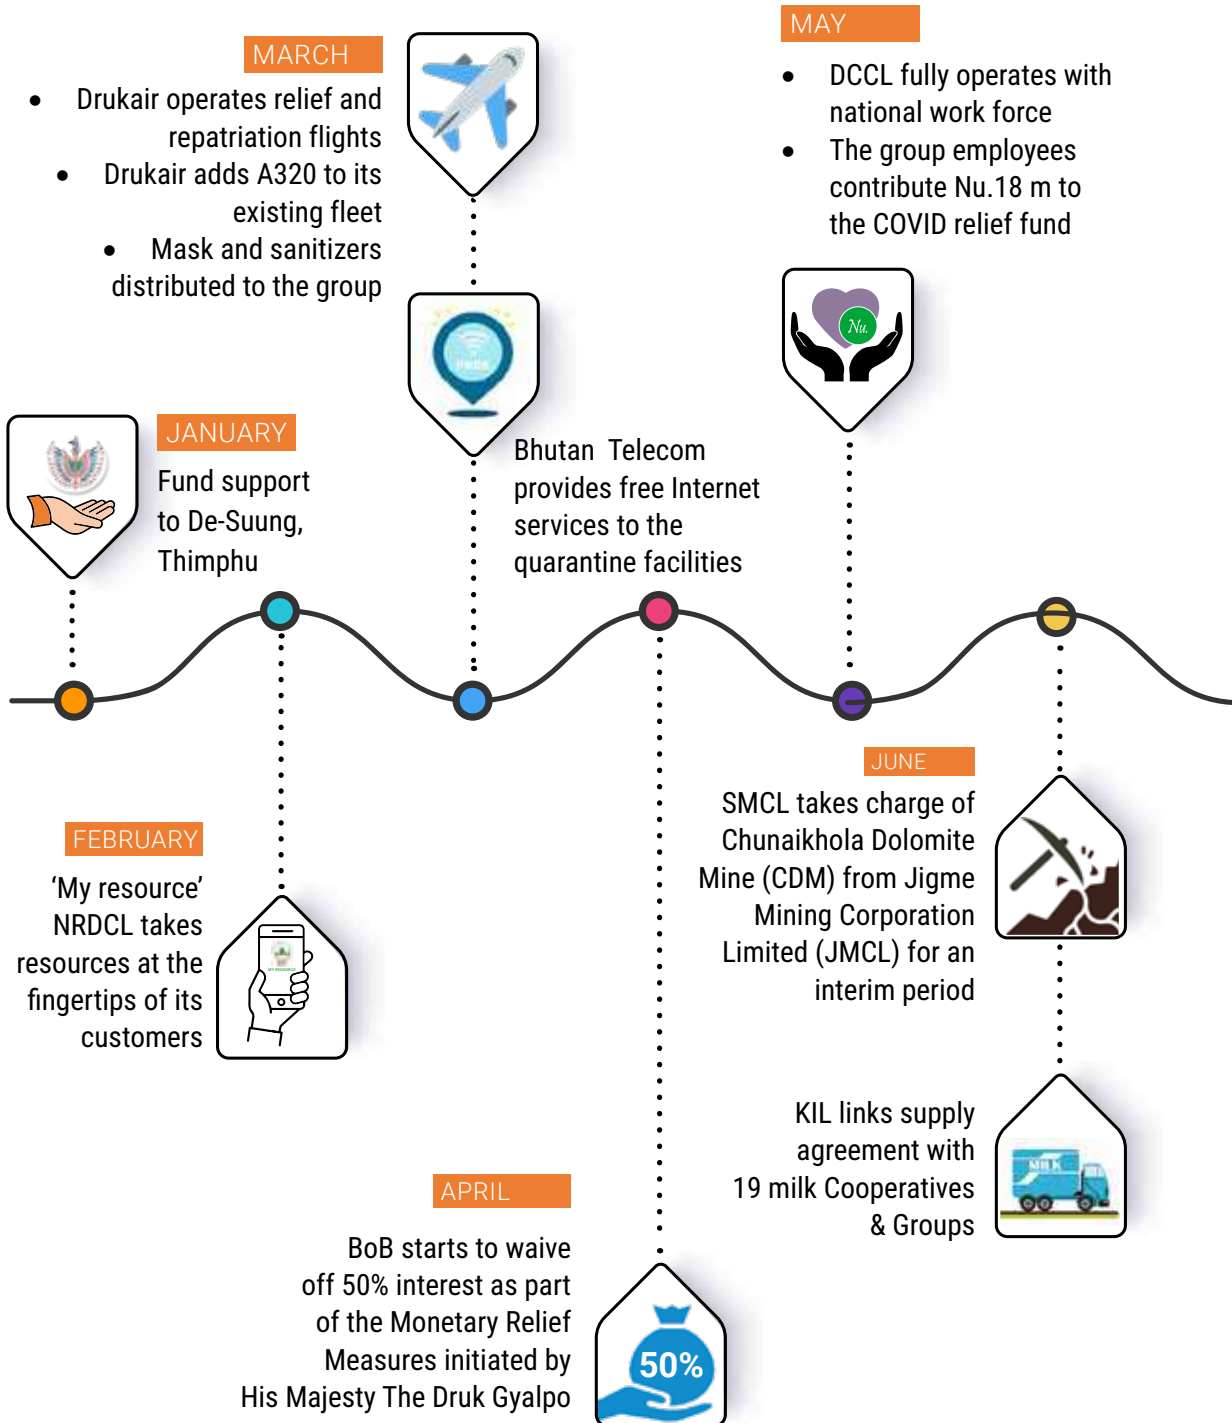 MARCH
• Drukair operates relief and
repatriation flights
• Drukair adds A320 to its
existing fleet
• Mask and sanitizers
distributed to the group
MAY
• DCCL fully operates with
national work force
• The group employees
contribute Nu.18 m to
the COVID relief fund
Nu.
JANUARY
Fund support
to De-Suung,
Thimphu
Bhutan Telecom
provides free Internet
services to the
quarantine facilities
FEBRUARY
‘My resource’
NRDCL takes
resources at the
fingertips of its
customers
MY RESOURCE
JUNE
SMCL takes charge of
Chunaikhola Dolomite
Mine (CDM) from Jigme
Mining Corporation
Limited (JMCL) for an
interim period
KIL links supply
agreement with
19 milk Cooperatives
& Groups
MILK
APRIL
BoB starts to waive
off 50% interest as part
of the Monetary Relief
Measures initiated by
His Majesty The Druk Gyalpo
50%